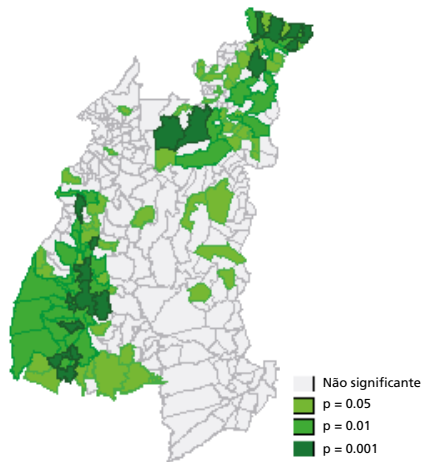 Não significante
p = 0.05
p = 0.01
p = 0.001